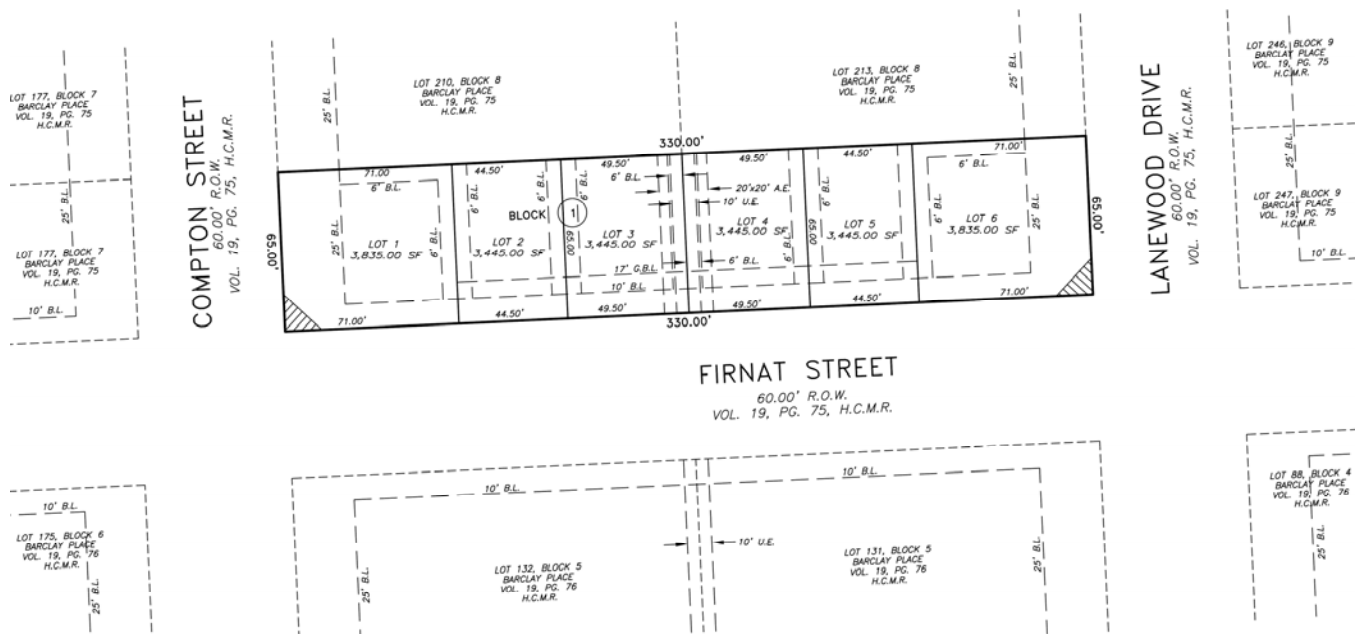 LOT 177, BLOCK 7
BARCLAY PLACE
VOL. 19, PG. 75
H.C.M.R.
25' B.L.
LOT 177, BLOCK 7
BARCLAY PLACE
VOL. 19, PG. 75
H.C.M.R.
10' B.L.
COMPTON STREET
60.00' R.O.W.
VOL. 19, PG. 75, H.C.M.R.
25' B.L.
LOT 210, BLOCK 8
BARCLAY PLACE
VOL. 19, PG. 75
H.C.M.R.
LOT 213, BLOCK 8
BARCLAY PLACE
VOL. 19, PG. 75
H.C.M.R.
25' B.L.
LANEWOOD DRIVE
60.00' R.O.W.
VOL. 19, PG. 75, H.C.M.R.
LOT 246, BLOCK 9
BARCLAY PLACE
VOL. 19, PG. 75
H.C.M.R.
25' B.L.
LOT 247, BLOCK 9
BARCLAY PLACE
VOL. 19, PG. 75
H.C.M.R.
10' B.L.
330.00'
71.00
44.50'
49.50'
49.50'
44.50'
71.00'
65.00'
6' B.L.
25' B.L.
6' B.L.
LOT 1
3,835.00 SF
6' B.L.
6' B.L.
BLOCK 1
LOT 2
3,445.00 SF
65.00
6' B.L.
6' B.L.
LOT 3
3,445.00 SF
20'x20' A.E.
10' U.E.
LOT 4
3,445.00 SF
6' B.L.
6' B.L.
65.00
6' B.L.
LOT 5
3,445.00 SF
6' B.L.
6' B.L.
LOT 6
3,835.00 SF
25' B.L.
65.00'
17' G.B.L.
10' B.L.
71.00'
44.50'
49.50'
49.50'
44.50'
71.00'
330.00'
FIRNAT STREET
60.00' R.O.W.
VOL. 19, PG. 75, H.C.M.R.
10' B.L.
LOT 175, BLOCK 6
BARCLAY PLACE
VOL. 19, PG. 76
H.C.M.R.
25' B.L.
10' B.L.
25' B.L.
LOT 132, BLOCK 5
BARCLAY PLACE
VOL. 19, PG. 76
H.C.M.R.
10' U.E.
10' B.L.
LOT 131, BLOCK 5
BARCLAY PLACE
VOL. 19, PG. 76
H.C.M.R.
25' B.L.
LOT 88, BLOCK 4
BARCLAY PLACE
VOL. 19, PG. 76
H.C.M.R.
25' B.L.